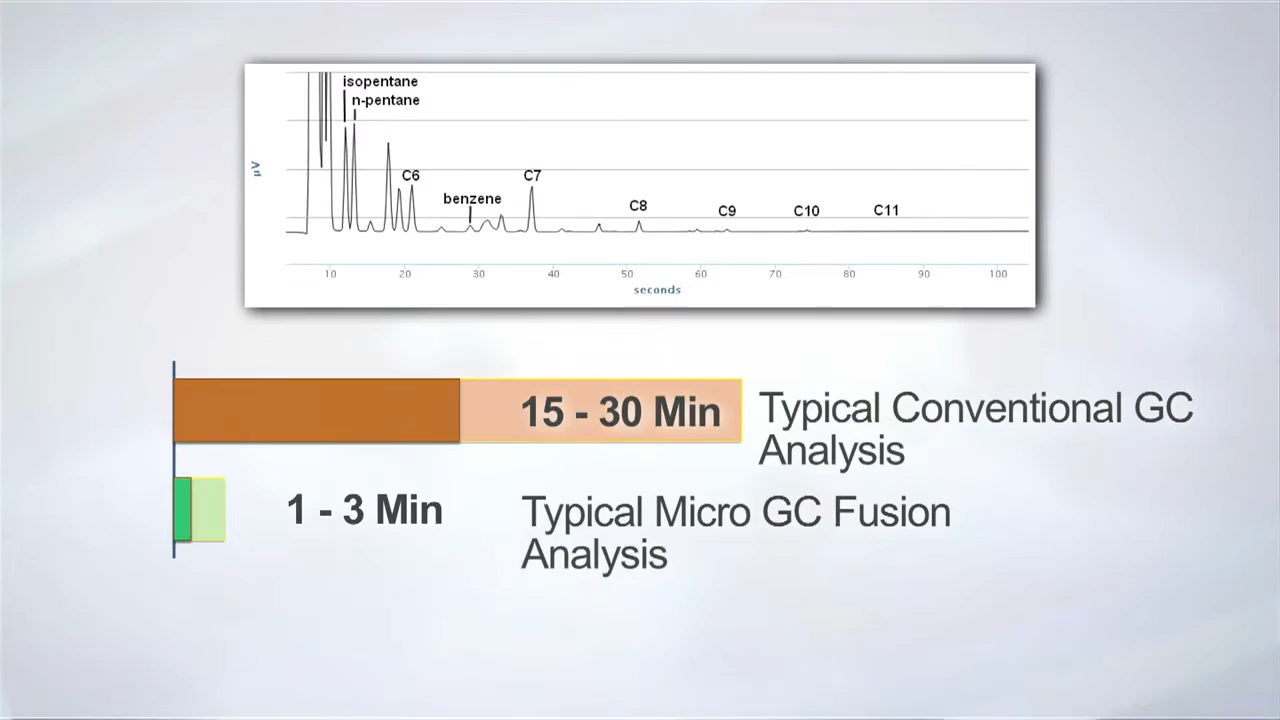 isopentane
n-pentane
C6
benzene
C7
C8
C9
C10
C11
µV
10 20 30 40 50 60 70 80 90 100
seconds
15 - 30 Min
Typical Conventional GC
Analysis
1 - 3 Min
Typical Micro GC Fusion
Analysis